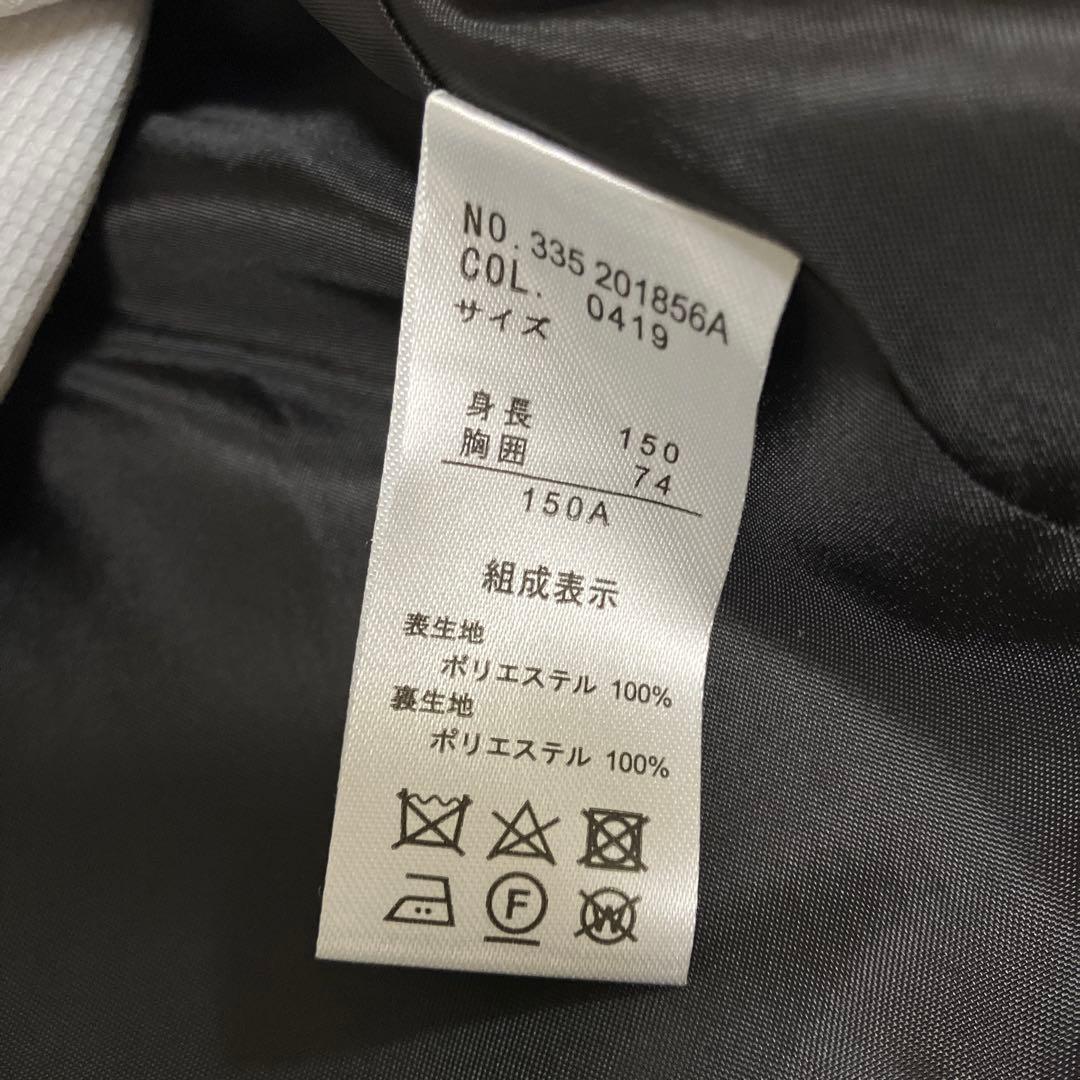 NO. 335 201856A
COL. 0419
サイズ
身長 150
胸囲 74
150A
組成表示
表生地
ポリエステル 100%
裏生地
ポリエステル 100%
F
W